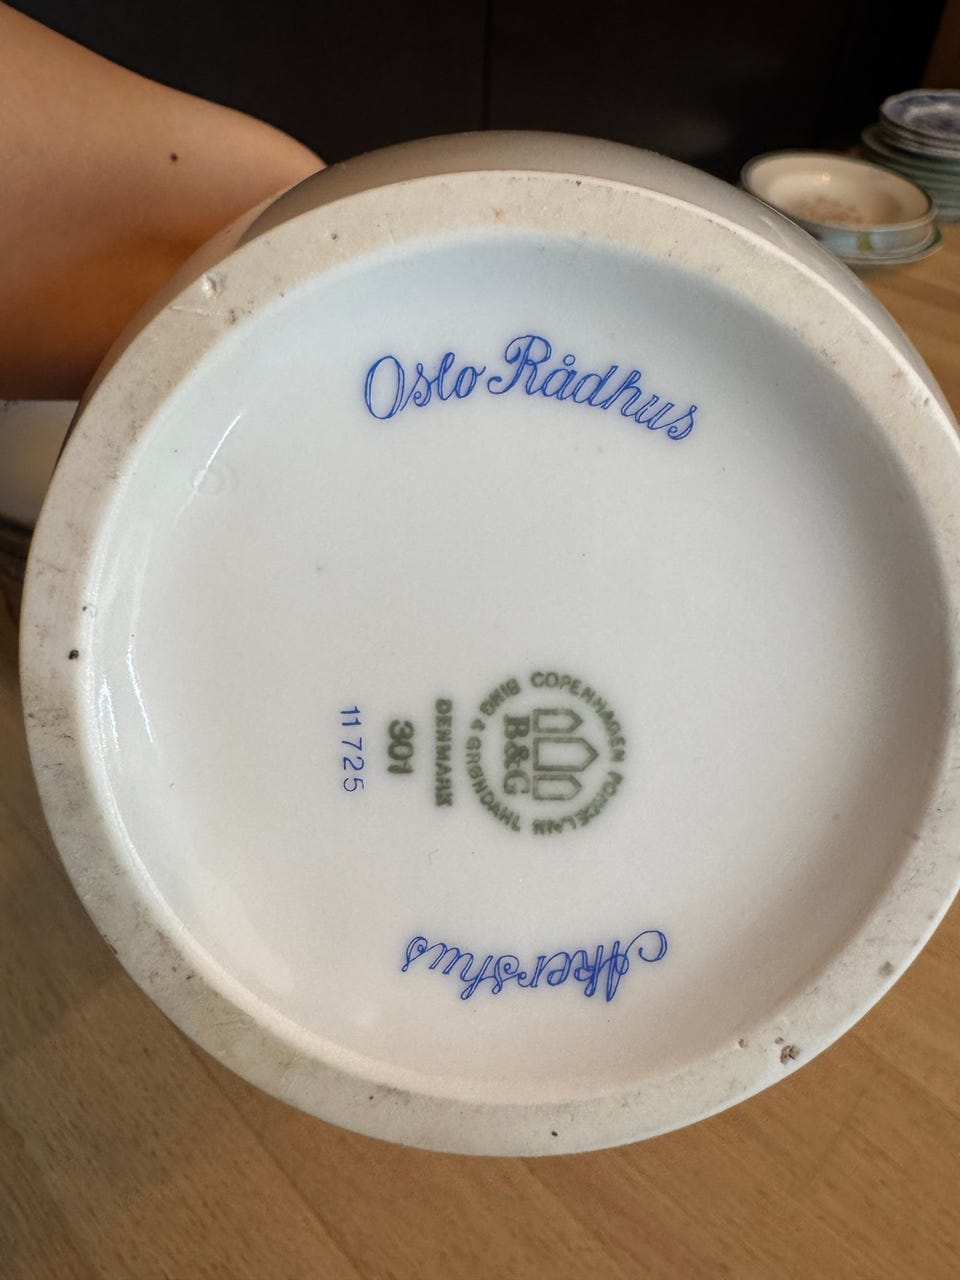 Oslo Rådhus
BING & GRØNDAHL COPENHAGEN PORCELAIN
B&G
DENMARK
301
11725
Akershus